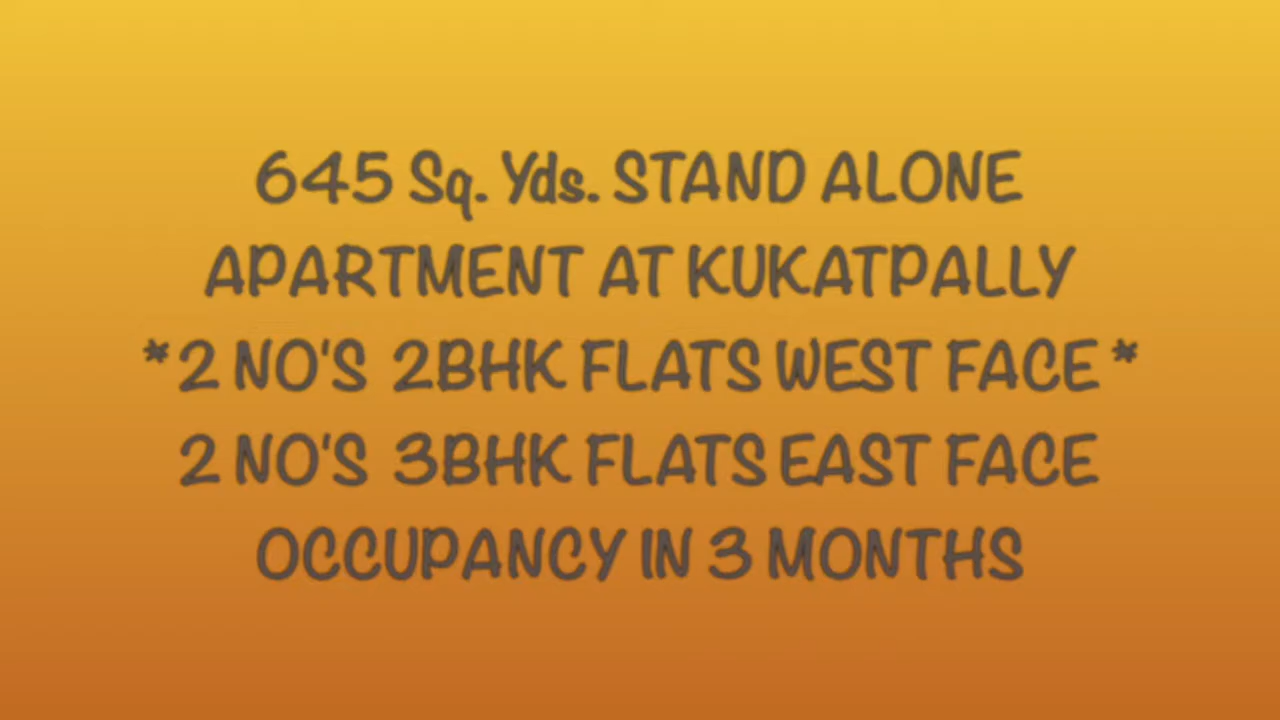 645 Sq. Yds. STAND ALONE
APARTMENT AT KUKATPALLY
*2 NO'S 2BHK FLATS WEST FACE *
2 NO'S 3BHK FLATS EAST FACE
OCCUPANCY IN 3 MONTHS